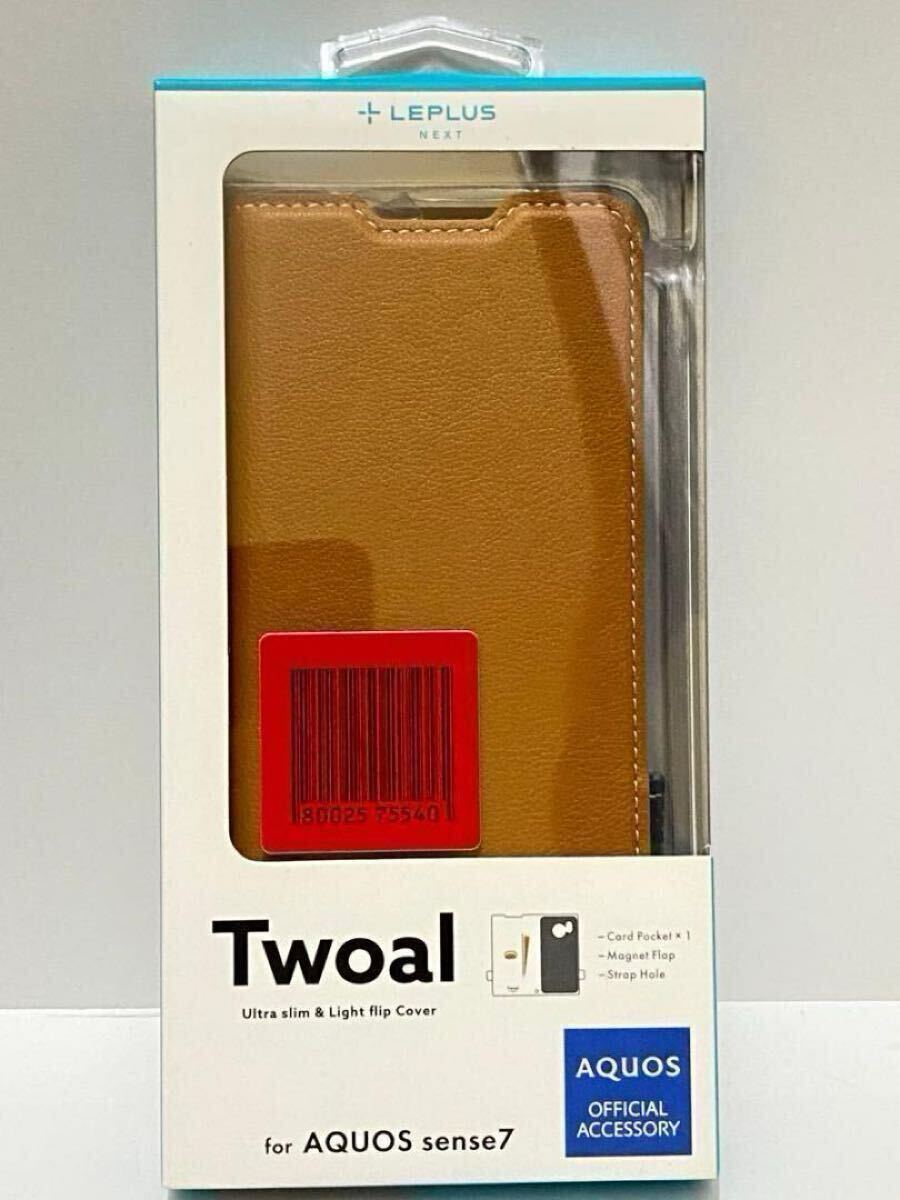 LEPLUS
NEXT
80025 75540
Twoal
Ultra slim & Light flip Cover
–Card Pocket × 1
–Magnet Flap
–Strap Hole
AQUOS
OFFICIAL
ACCESSORY
for AQUOS sense7